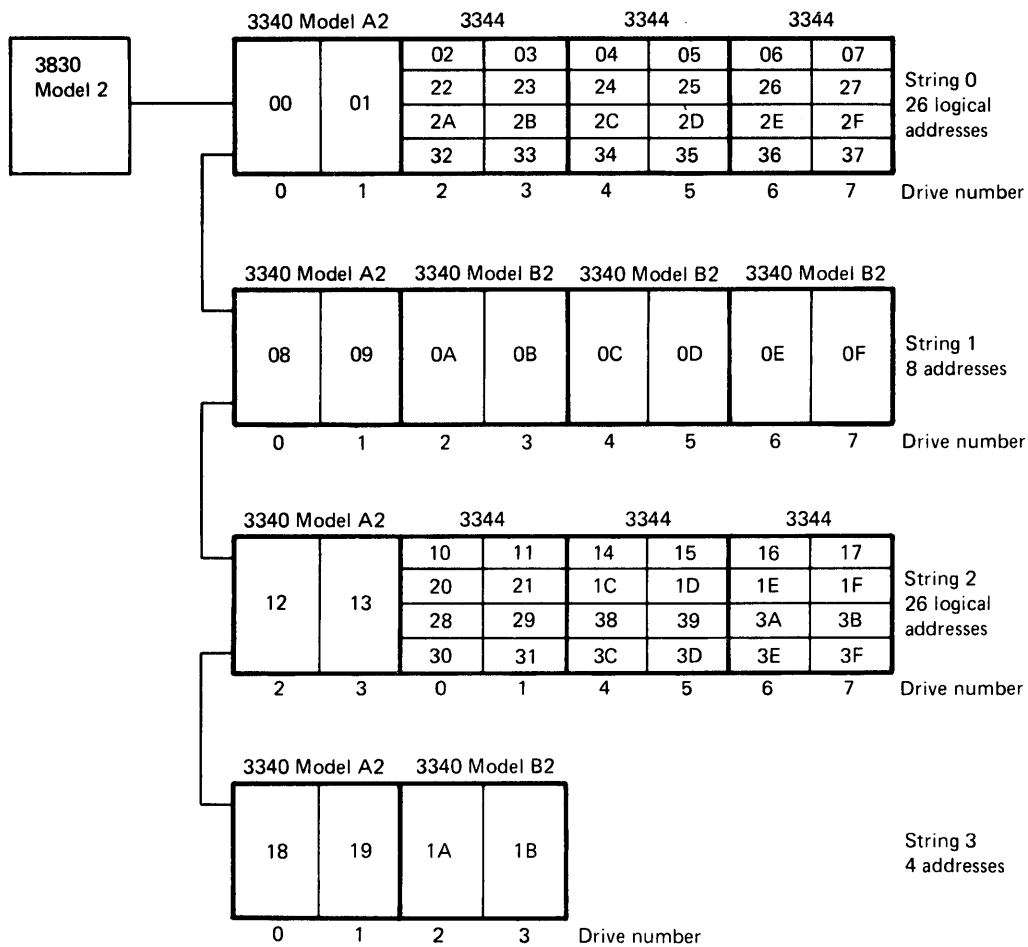 3340 Model A2 3344 3344 3344
3830
Model 2
00 01
02 03 04 05 06 07
22 23 24 25 26 27
2A 2B 2C 2D 2E 2F
32 33 34 35 36 37
String 0
26 logical
addresses
0 1 2 3 4 5 6 7 Drive number
3340 Model A2 3340 Model B2 3340 Model B2 3340 Model B2
08 09 0A 0B 0C 0D 0E 0F
String 1
8 addresses
0 1 2 3 4 5 6 7 Drive number
3340 Model A2 3344 3344 3344
12 13
10 11 14 15 16 17
20 21 1C 1D 1E 1F
28 29 38 39 3A 3B
30 31 3C 3D 3E 3F
String 2
26 logical
addresses
2 3 0 1 4 5 6 7 Drive number
3340 Model A2 3340 Model B2
18 19 1A 1B
String 3
4 addresses
0 1 2 3 Drive number